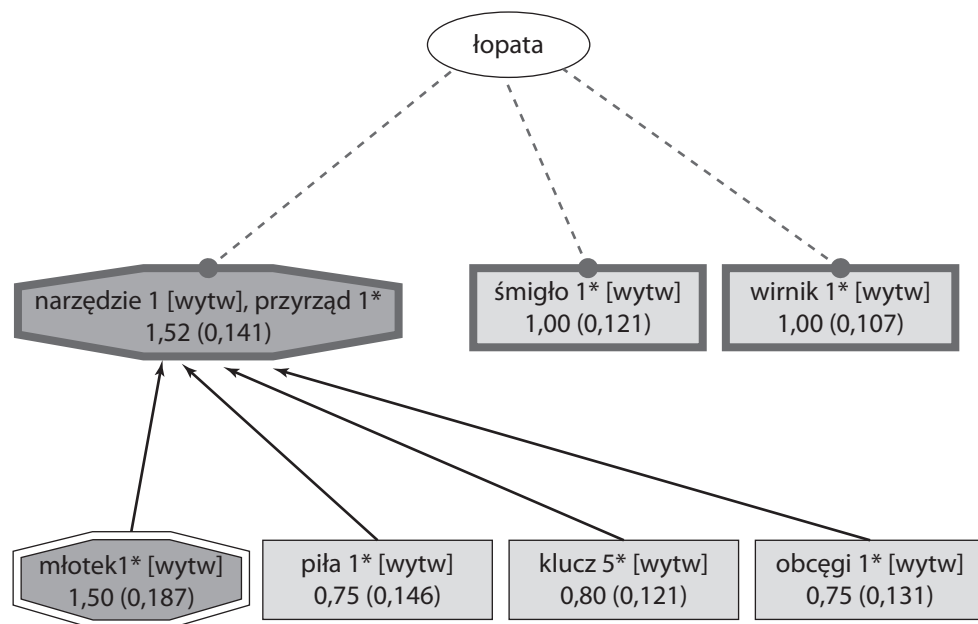 łopata
narzędzie 1 [wytw], przyrząd 1*
1,52 (0,141)
śmigło 1* [wytw]
1,00 (0,121)
wirnik 1* [wytw]
1,00 (0,107)
młotek1* [wytw]
1,50 (0,187)
piła 1* [wytw]
0,75 (0,146)
klucz 5* [wytw]
0,80 (0,121)
obcęgi 1* [wytw]
0,75 (0,131)